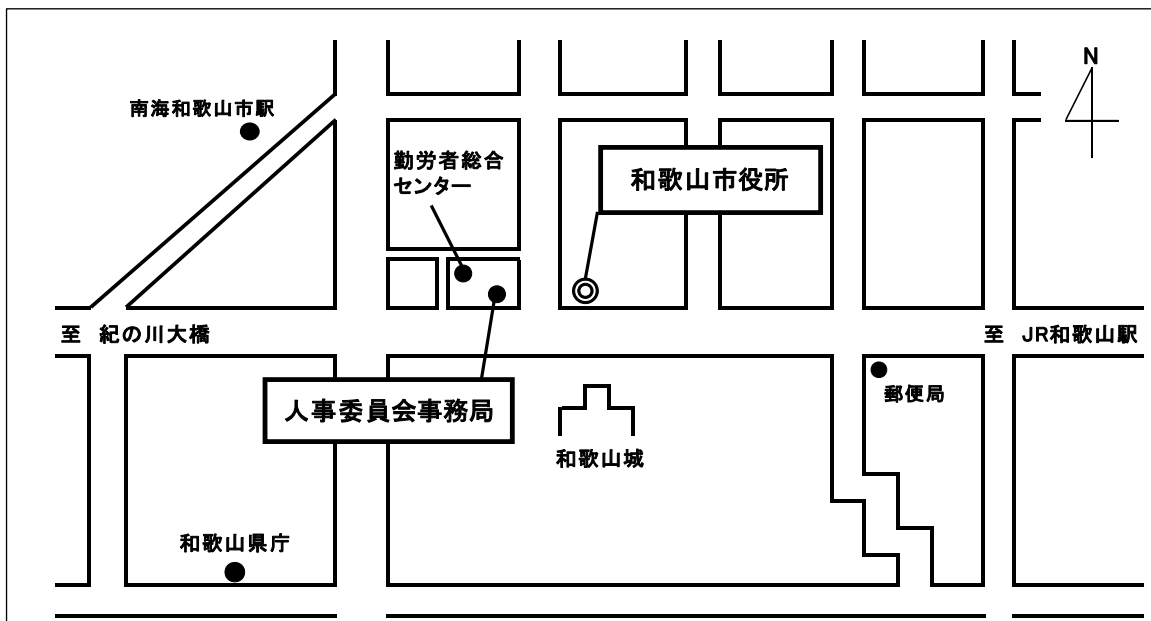 N
南海和歌山市駅
勤労者総合
センター
和歌山市役所
至 紀の川大橋
至 JR和歌山駅
郵便局
人事委員会事務局
和歌山城
和歌山県庁